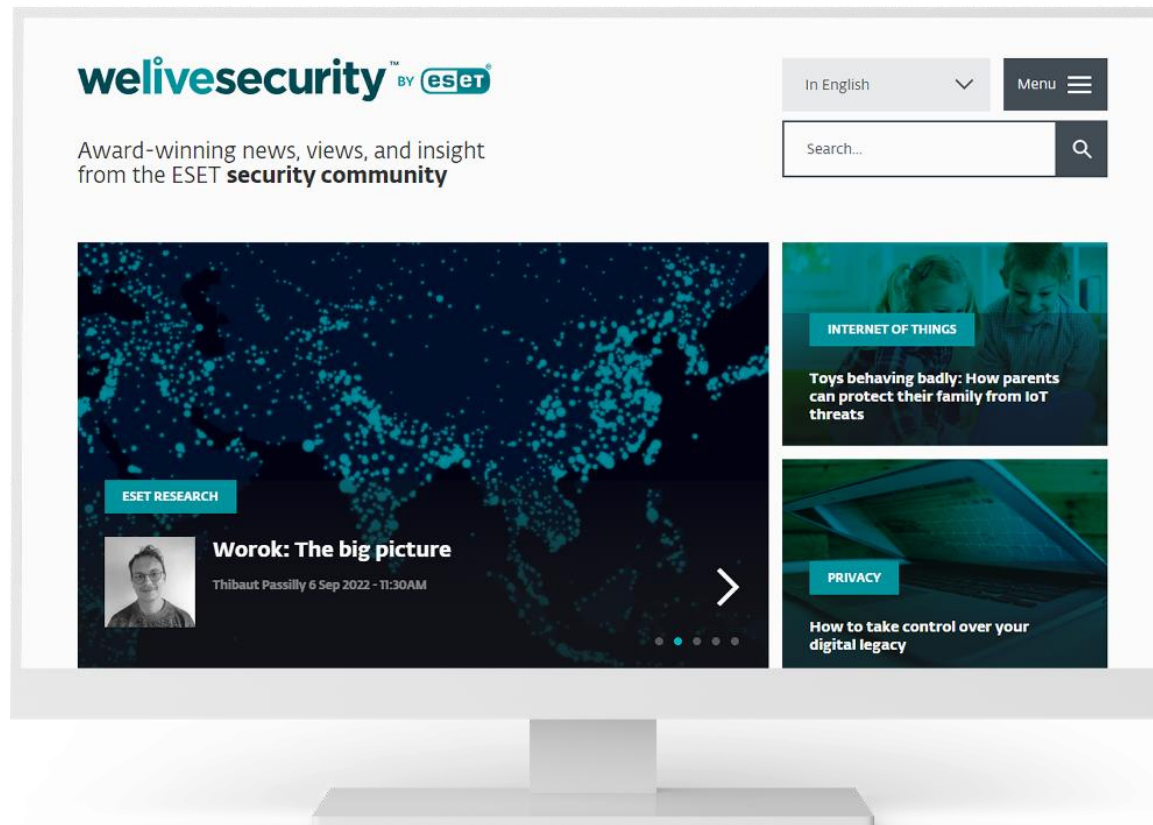 welivesecurity™ BY eset®
In English
Menu
Award-winning news, views, and insight
from the ESET security community
Search...
ESET RESEARCH
Worok: The big picture
Thibaut Passilly 6 Sep 2022 - 11:30AM
INTERNET OF THINGS
Toys behaving badly: How parents
can protect their family from IoT
threats
PRIVACY
How to take control over your
digital legacy